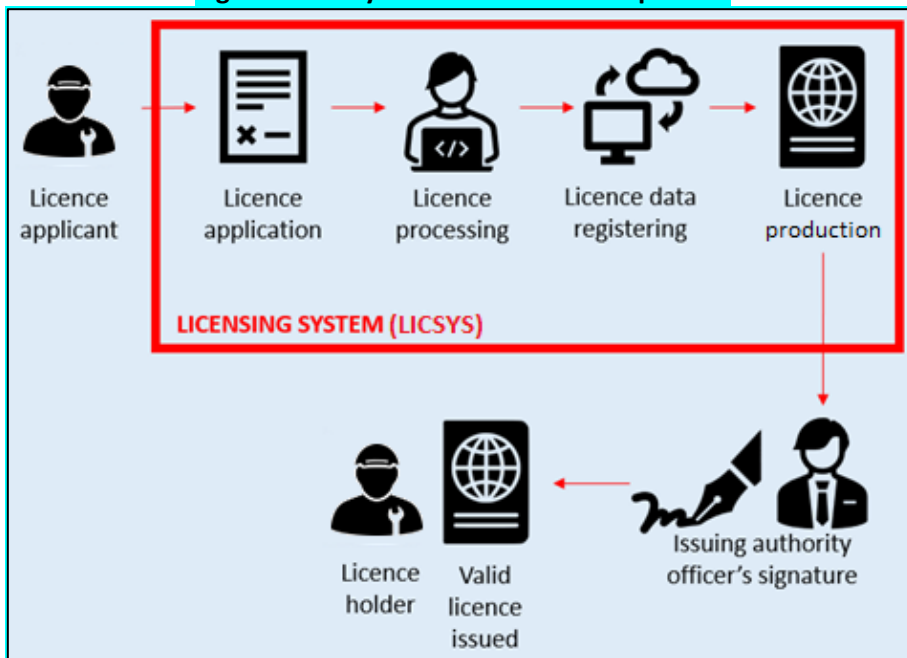 Licence
applicant
Licence
application
Licence
processing
</>
Licence data
registering
Licence
production
LICENSING SYSTEM (LICSYS)
Issuing authority
officer's signature
Licence
holder
Valid
licence
issued